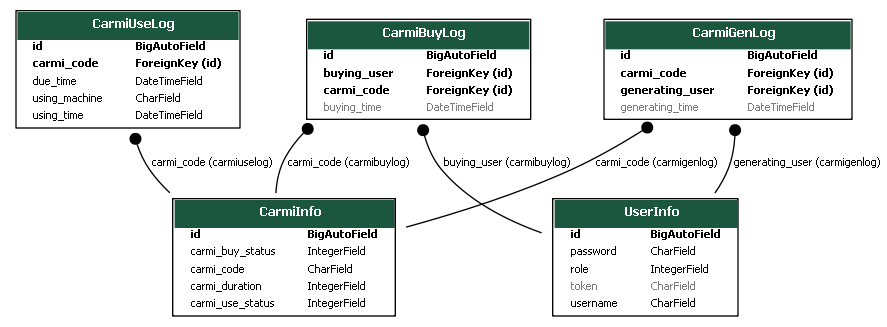 CarmiUseLog
id BigAutoField
carmi_code ForeignKey (id)
due_time DateTimeField
using_machine CharField
using_time DateTimeField
CarmiBuyLog
id BigAutoField
buying_user ForeignKey (id)
carmi_code ForeignKey (id)
buying_time DateTimeField
CarmiGenLog
id BigAutoField
carmi_code ForeignKey (id)
generating_user ForeignKey (id)
generating_time DateTimeField
carmi_code (carmiuselog)
carmi_code (carmibuylog)
buying_user (carmibuylog)
carmi_code (carmigenlog)
generating_user (carmigenlog)
CarmiInfo
id BigAutoField
carmi_buy_status IntegerField
carmi_code CharField
carmi_duration IntegerField
carmi_use_status IntegerField
UserInfo
id BigAutoField
password CharField
role IntegerField
token CharField
username CharField